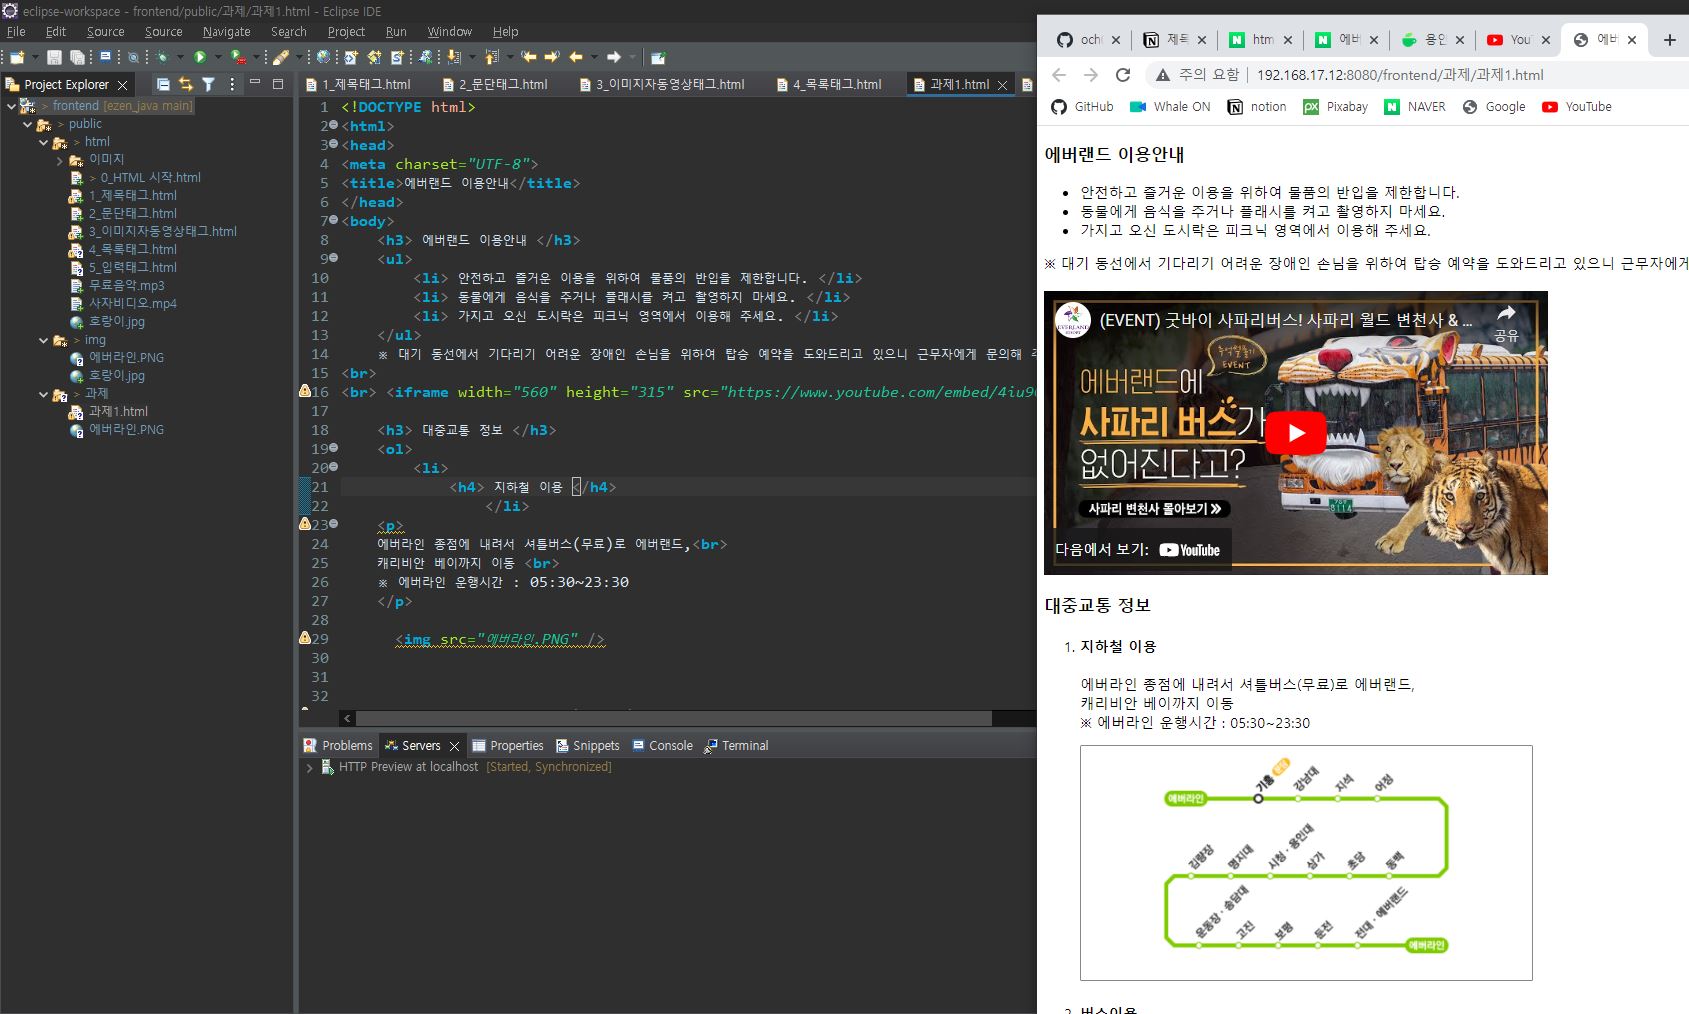 eclipse-workspace - frontend/public/과제/과제1.html - Eclipse IDE
File Edit Source Source Navigate Search Project Run Window Help
Project Explorer
frontend [ezen_java main]
public
html
이미지
0_HTML 시작.html
1_제목태그.html
2_문단태그.html
3_이미지자동영상태그.html
4_목록태그.html
5_입력태그.html
무료음악.mp3
사자비디오.mp4
호랑이.jpg
img
에버라인.PNG
호랑이.jpg
과제
과제1.html
에버라인.PNG
1_제목태그.html 2_문단태그.html 3_이미지자동영상태그.html 4_목록태그.html 과제1.html
1 <!DOCTYPE html>
2 <html>
3 <head>
4 <meta charset="UTF-8">
5 <title>에버랜드 이용안내</title>
6 </head>
7 <body>
8 <h3> 에버랜드 이용안내 </h3>
9 <ul>
10 <li> 안전하고 즐거운 이용을 위하여 물품의 반입을 제한합니다. </li>
11 <li> 동물에게 음식을 주거나 플래시를 켜고 촬영하지 마세요. </li>
12 <li> 가지고 오신 도시락은 피크닉 영역에서 이용해 주세요. </li>
13 </ul>
14 ※ 대기 동선에서 기다리기 어려운 장애인 손님을 위하여 탑승 예약을 도와드리고 있으니 근무자에게 문의해
15 <br>
16 <br> <iframe width="560" height="315" src="https://www.youtube.com/embed/4iu9
17
18 <h3> 대중교통 정보 </h3>
19 <ol>
20 <li>
21 <h4> 지하철 이용 </h4>
22 </li>
23 <p>
24 에버라인 종점에 내려서 셔틀버스(무료)로 에버랜드,<br>
25 캐리비안 베이까지 이동 <br>
26 ※ 에버라인 운행시간 : 05:30~23:30
27 </p>
28
29 <img src="에버라인.PNG" />
30
31
32
Problems Servers Properties Snippets Console Terminal
HTTP Preview at localhost [Started, Synchronized]
och 제목 htm 에버 용인 You 에버
주의 요함 | 192.168.17.12:8080/frontend/과제/과제1.html
GitHub Whale ON notion Pixabay NAVER Google YouTube
에버랜드 이용안내
• 안전하고 즐거운 이용을 위하여 물품의 반입을 제한합니다.
• 동물에게 음식을 주거나 플래시를 켜고 촬영하지 마세요.
• 가지고 오신 도시락은 피크닉 영역에서 이용해 주세요.
※ 대기 동선에서 기다리기 어려운 장애인 손님을 위하여 탑승 예약을 도와드리고 있으니 근무자에게
EVERLAND
(EVENT) 굿바이 사파리버스! 사파리 월드 변천사 & ...
공유
추억역물기
EVENT
에버랜드에
사파리 버스가
없어진다고?
사파리 변천사 몰아보기
8114
다음에서 보기: YouTube
대중교통 정보
1. 지하철 이용
에버라인 종점에 내려서 셔틀버스(무료)로 에버랜드,
캐리비안 베이까지 이동
※ 에버라인 운행시간 : 05:30~23:30
에버라인 기흥 강남대 지석 어정
김량장 명지대 시청·용인대 삼가 초당 동백
운동장·송담대 고진 보평 둔전 전대·에버랜드 에버라인
2. 버스이용